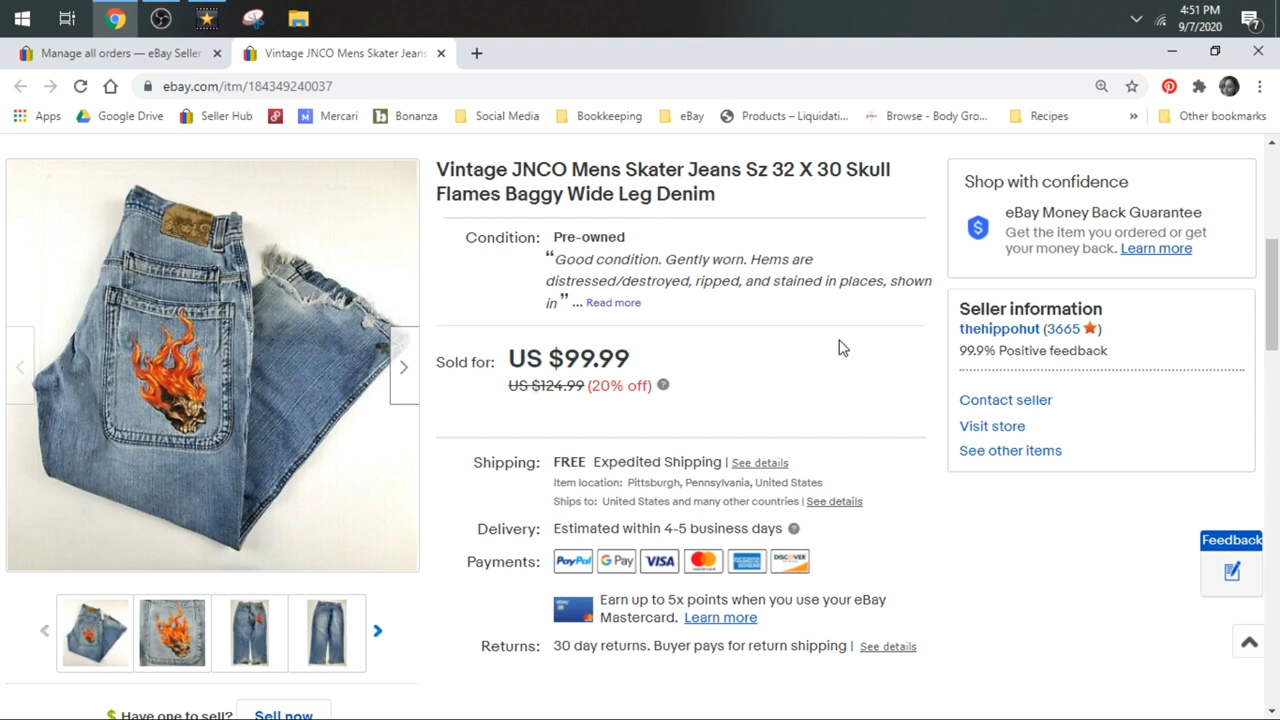 4:51 PM
9/7/2020
7
Manage all orders — eBay Seller
Vintage JNCO Mens Skater Jeans
ebay.com/itm/184349240037
Apps
Google Drive
Seller Hub
Mercari
Bonanza
Social Media
Bookkeeping
eBay
Products – Liquidati...
Browse - Body Gro...
Recipes
»
Other bookmarks
Vintage JNCO Mens Skater Jeans Sz 32 X 30 Skull
Flames Baggy Wide Leg Denim
Condition: Pre-owned
“Good condition. Gently worn. Hems are
distressed/destroyed, ripped, and stained in places, shown
in” ... Read more
Sold for: US $99.99
US $124.99 (20% off)
Shipping: FREE Expedited Shipping | See details
Item location: Pittsburgh, Pennsylvania, United States
Ships to: United States and many other countries | See details
Delivery: Estimated within 4-5 business days
Payments: PayPal G Pay VISA DISCOVER
Earn up to 5x points when you use your eBay
Mastercard. Learn more
Returns: 30 day returns. Buyer pays for return shipping | See details
Shop with confidence
eBay Money Back Guarantee
Get the item you ordered or get
your money back. Learn more
Seller information
thehippohut (3665)
99.9% Positive feedback
Contact seller
Visit store
See other items
Feedback
$ Have one to sell? Sell now